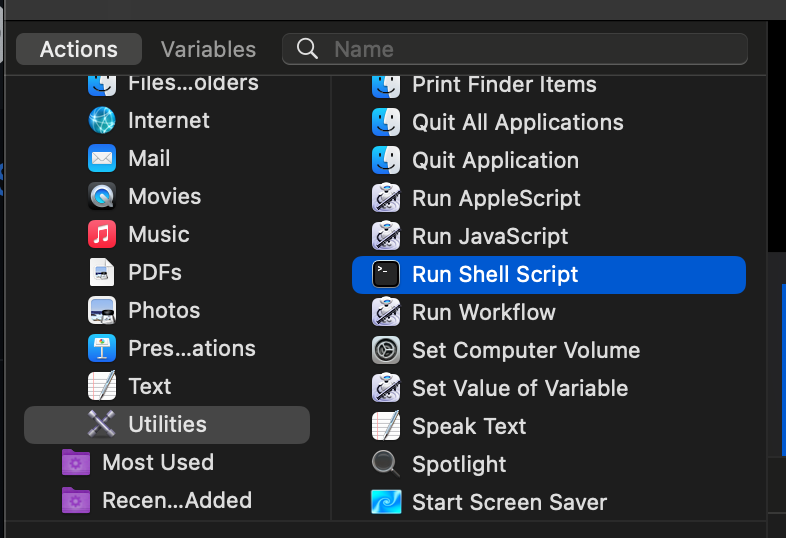 Actions
Variables
Name
Files...olders
Internet
Mail
Movies
Music
PDFs
Photos
Pres...ations
Text
Utilities
Most Used
Recen...Added
Print Finder Items
Quit All Applications
Quit Application
Run AppleScript
Run JavaScript
Run Shell Script
Run Workflow
Set Computer Volume
Set Value of Variable
Speak Text
Spotlight
Start Screen Saver